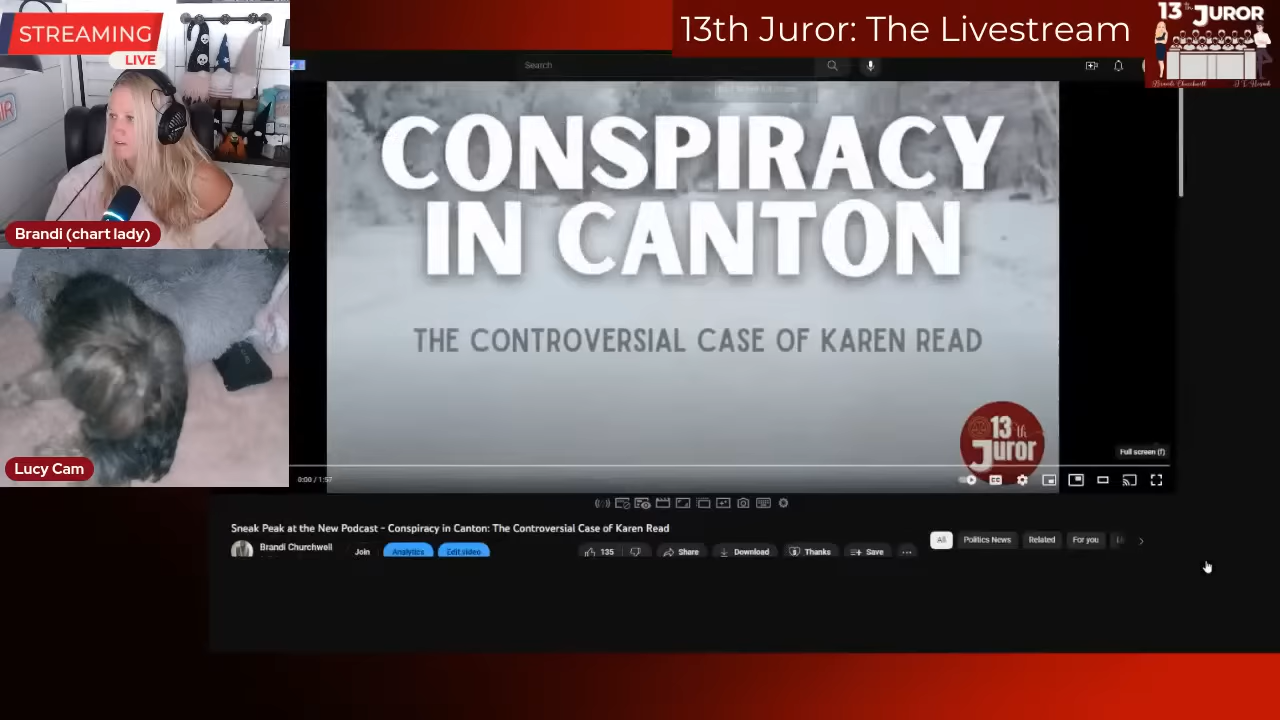 STREAMING
LIVE
13th Juror: The Livestream
13th JUROR
Search
Brandi (chart lady)
CONSPIRACY
IN CANTON
THE CONTROVERSIAL CASE OF KAREN READ
13th
Juror
Full screen (f)
Lucy Cam
0:00 / 1:57
Sneak Peak at the New Podcast - Conspiracy in Canton: The Controversial Case of Karen Read
Brandi Churchwell
Join
Analytics
Edit video
135
Share
Download
Thanks
Save
All
Politics News
Related
For you